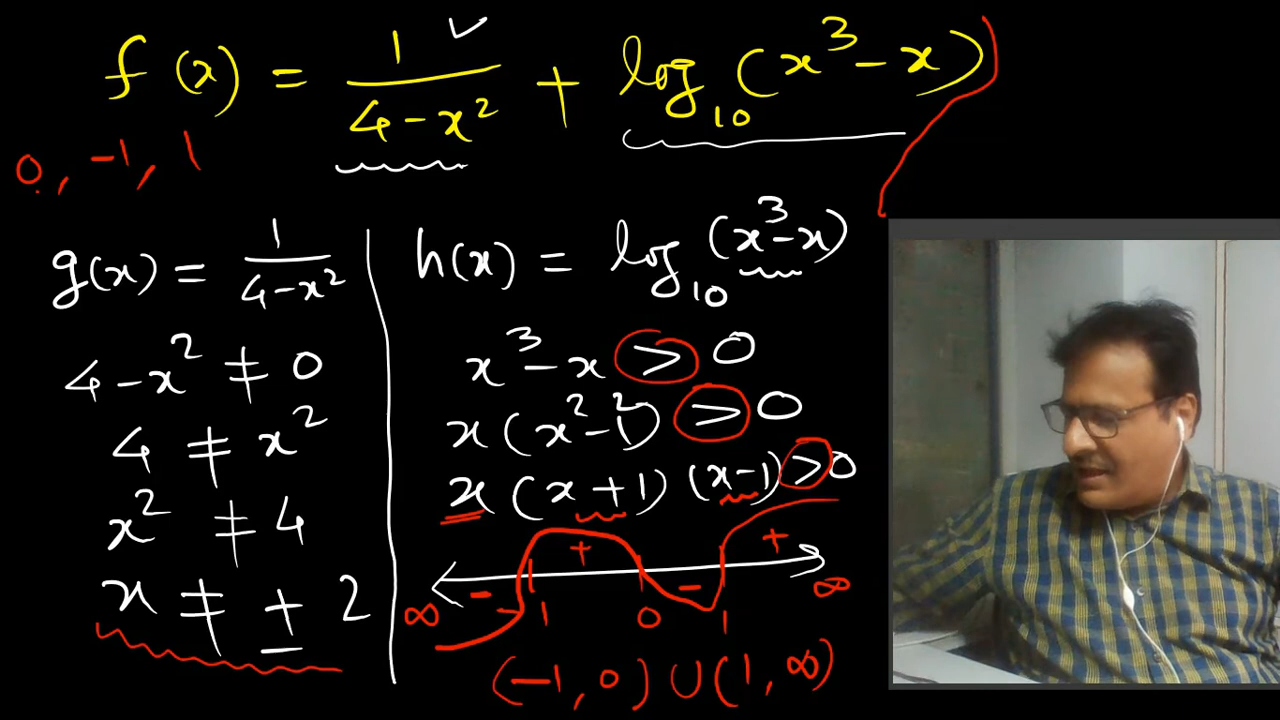 f(x) = 1/(4-x²) + log₁₀(x³-x)
0, -1, 1
g(x) = 1/(4-x²)
4-x² ≠ 0
4 ≠ x²
x² ≠ 4
x ≠ ± 2
h(x) = log₁₀(x³-x)
x³-x > 0
x(x²-1²) > 0
x(x+1)(x-1) > 0
- + - +
∞ -1 0 1 ∞
(-1, 0) ∪ (1, ∞)